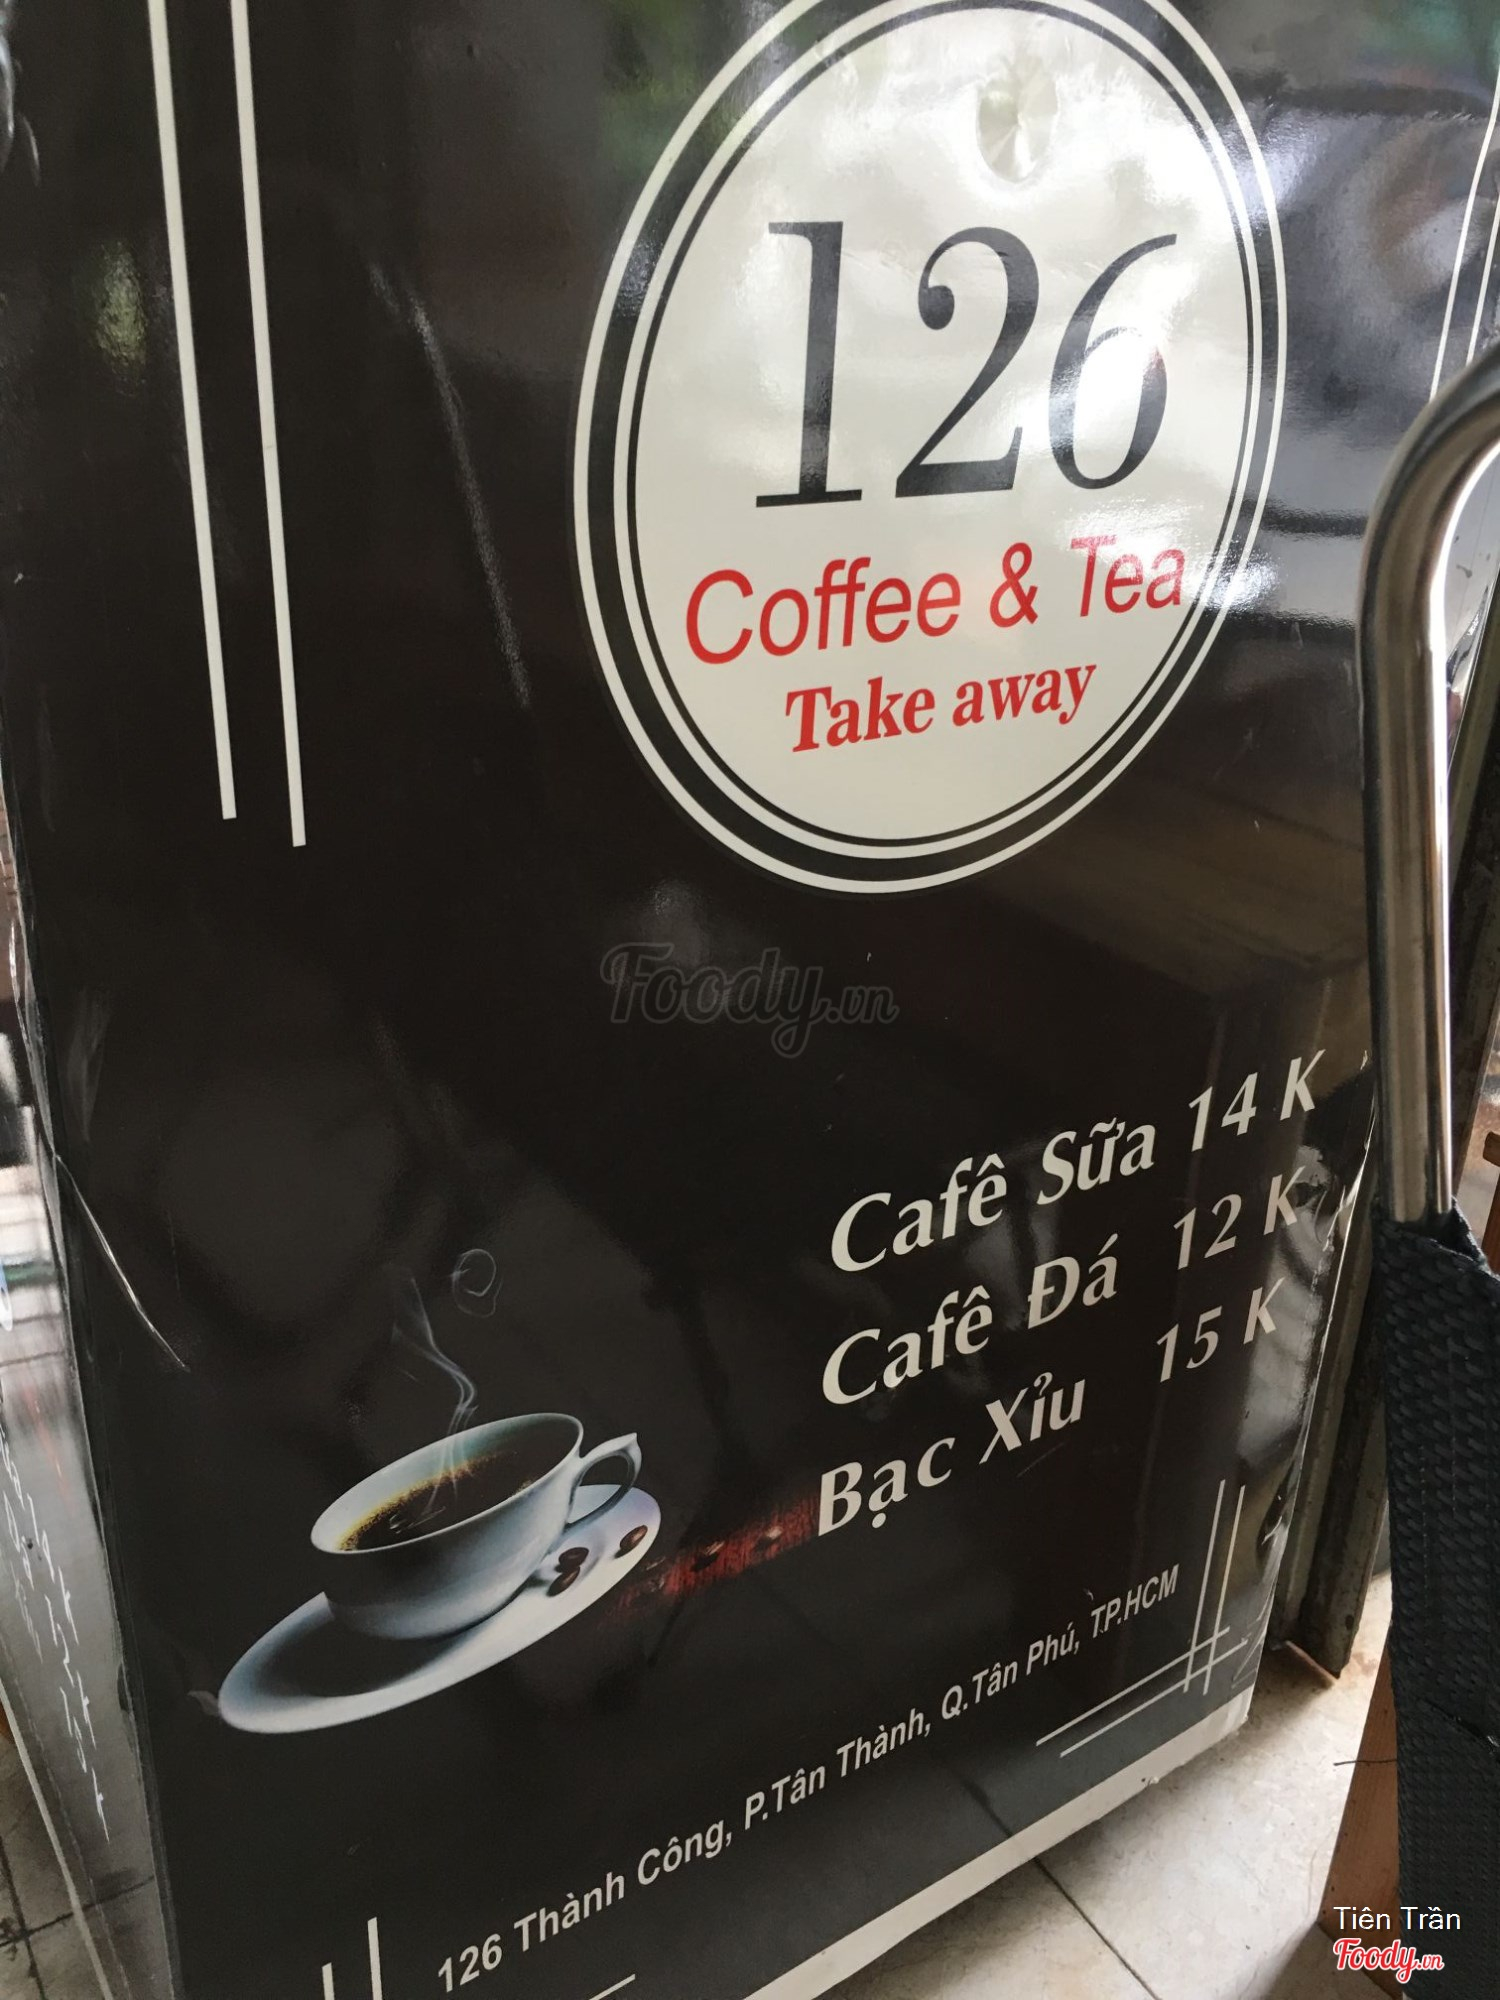 126
Coffee & Tea
Take away
Foody.vn
Cafê Sữa 14 K
Cafê Đá 12 K
Bạc Xỉu 15 K
126 Thành Công, P.Tân Thành, Q.Tân Phú, TP.HCM
Tiên Trần
Foody.vn